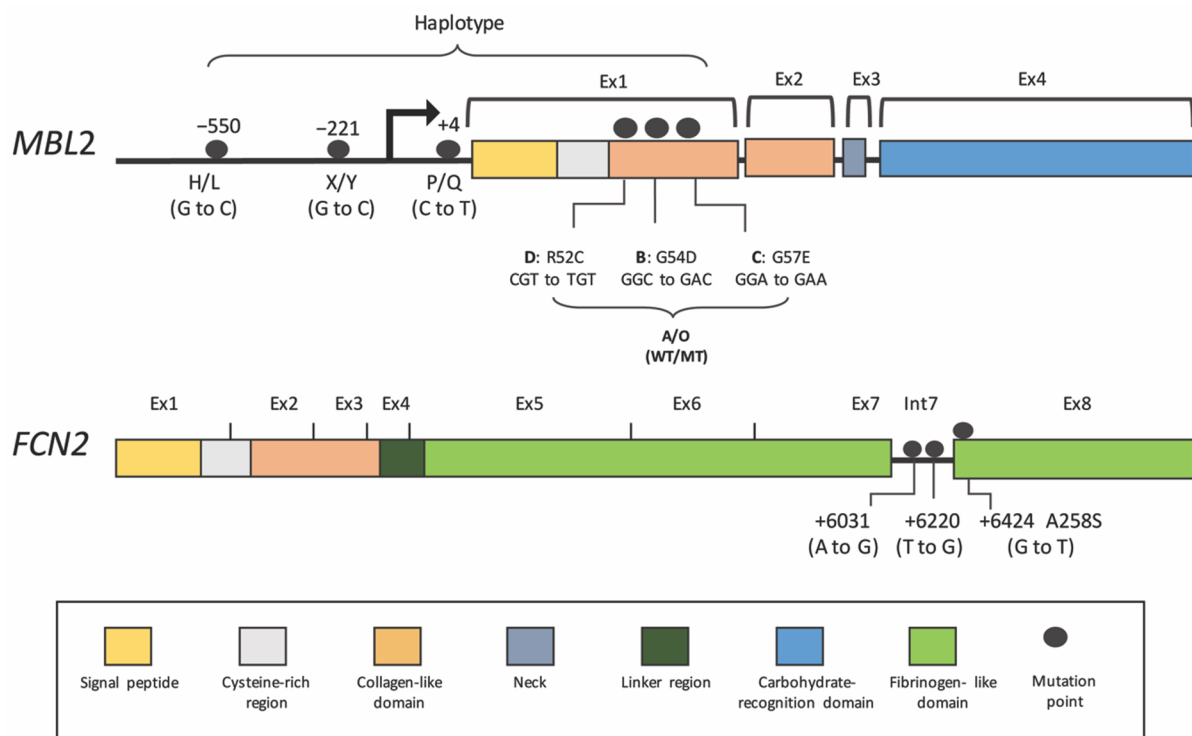 Haplotype
Ex1 Ex2 Ex3 Ex4
MBL2
−550 −221 +4
H/L X/Y P/Q
(G to C) (G to C) (C to T)
D: R52C B: G54D C: G57E
CGT to TGT GGC to GAC GGA to GAA
A/O
(WT/MT)
Ex1 Ex2 Ex3 Ex4 Ex5 Ex6 Ex7 Int7 Ex8
FCN2
+6031 +6220 +6424 A258S
(A to G) (T to G) (G to T)
Signal peptide
Cysteine-rich
region
Collagen-like
domain
Neck
Linker region
Carbohydrate-
recognition domain
Fibrinogen- like
domain
Mutation
point